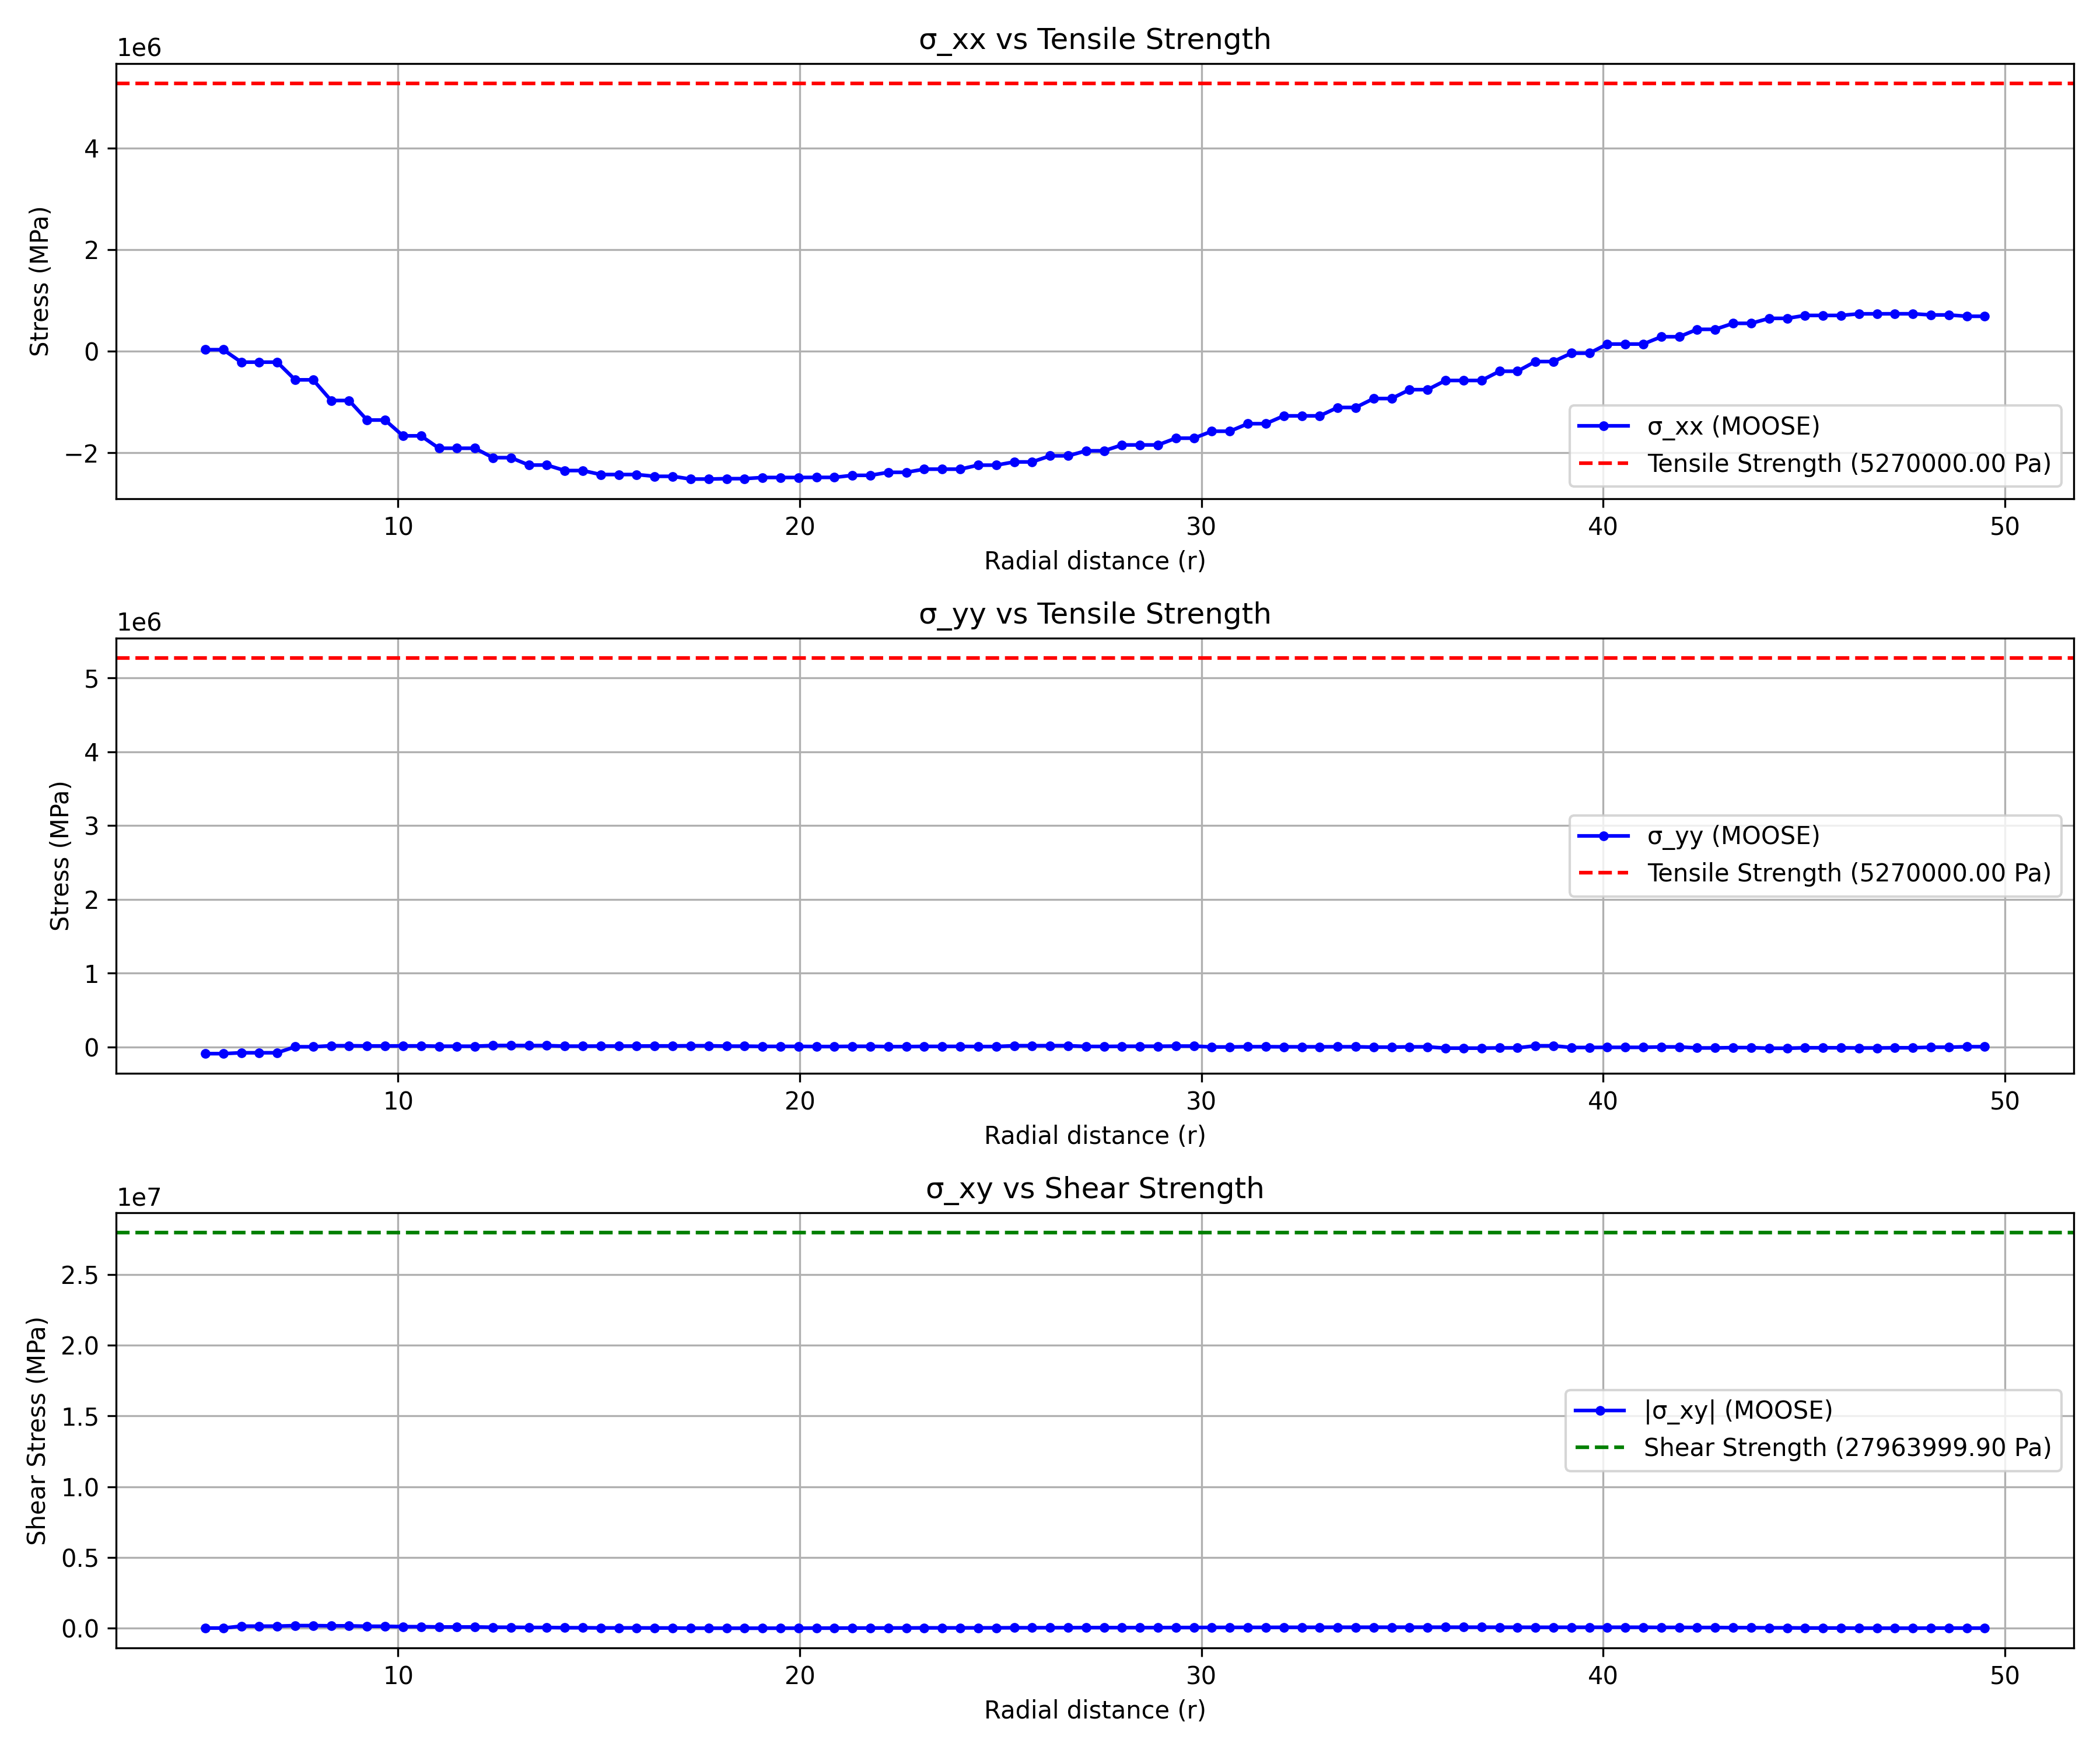 σ_xx vs Tensile Strength
1e6
4
2
0
−2
Stress (MPa)
σ_xx (MOOSE)
Tensile Strength (5270000.00 Pa)
10 20 30 40 50
Radial distance (r)
σ_yy vs Tensile Strength
1e6
5
4
3
2
1
0
Stress (MPa)
σ_yy (MOOSE)
Tensile Strength (5270000.00 Pa)
10 20 30 40 50
Radial distance (r)
σ_xy vs Shear Strength
1e7
2.5
2.0
1.5
1.0
0.5
0.0
Shear Stress (MPa)
|σ_xy| (MOOSE)
Shear Strength (27963999.90 Pa)
10 20 30 40 50
Radial distance (r)